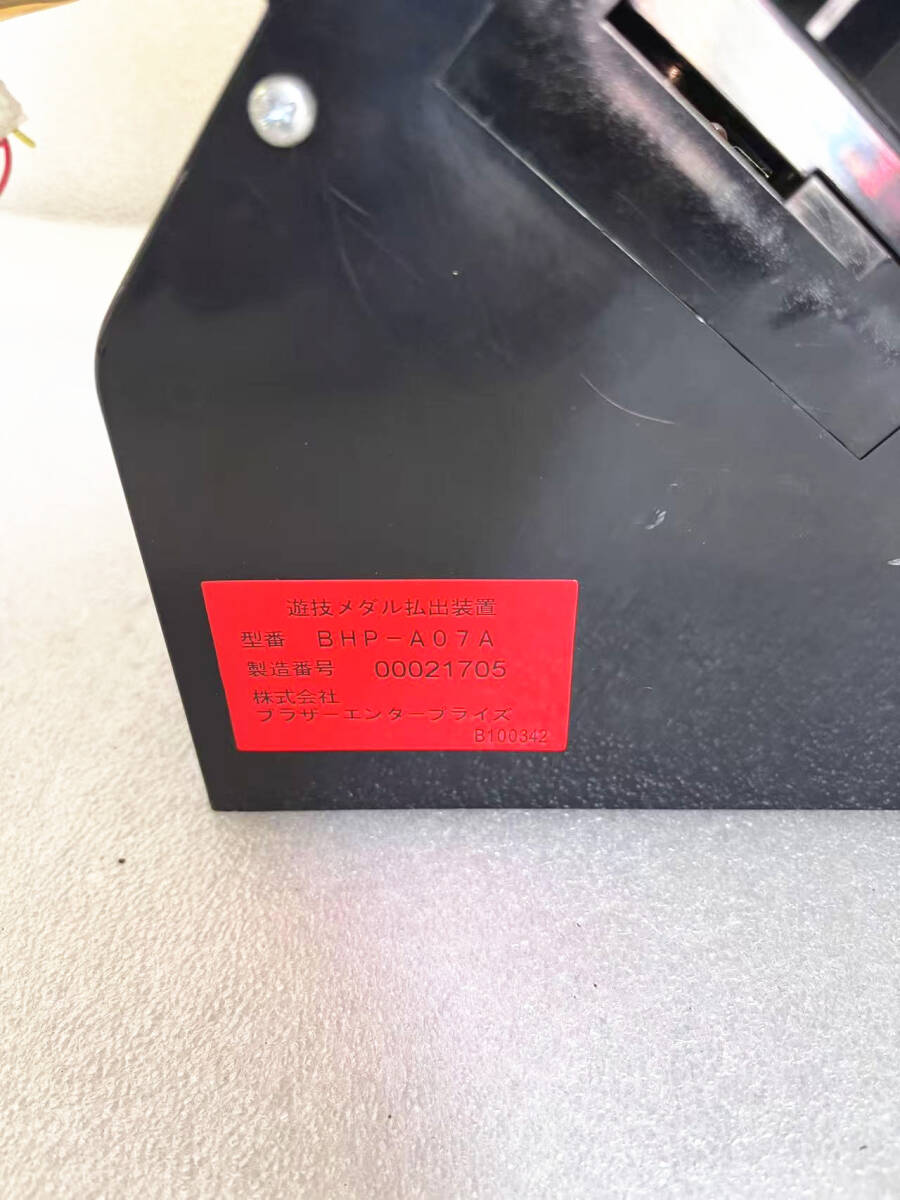 遊技メダル払出装置
型番 BHP-A07A
製造番号 00021705
株式会社
ブラザーエンタープライズ
B100342